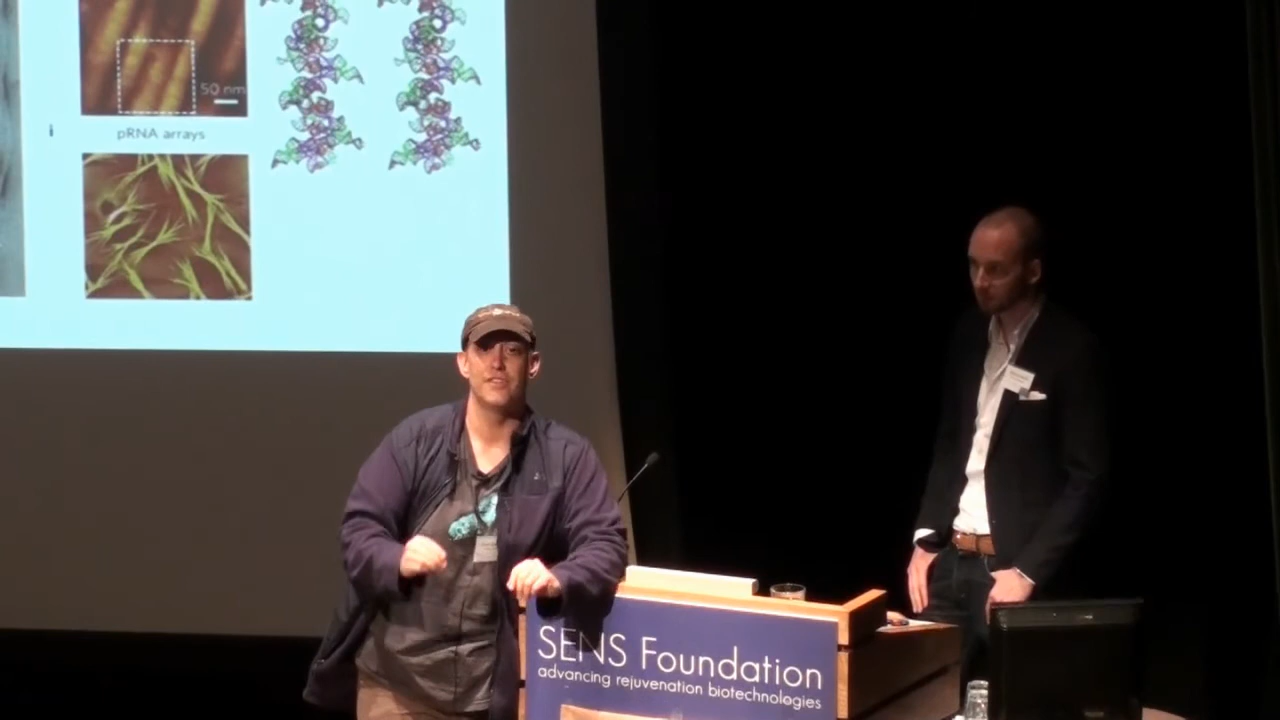 50 nm
i
pRNA arrays
SENS Foundation
advancing rejuvenation biotechnologies